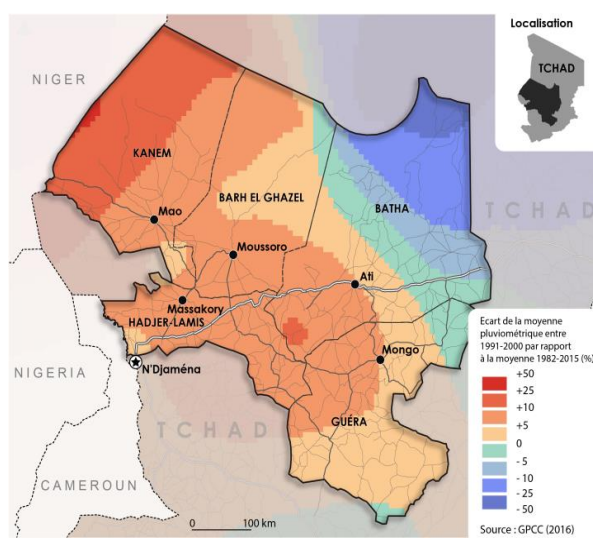 Localisation
TCHAD
NIGER
KANEM
BARH EL GHAZEL
BATHA
TCHAD
Mao
Moussoro
Ati
Massakory
HADJER-LAMIS
Mongo
N'Djaména
NIGERIA
TCHAD
GUÉRA
CAMEROUN
0 100 km
Ecart de la moyenne
pluviométrique entre
1991-2000 par rapport
à la moyenne 1982-2015 (%)
+50
+25
+10
+5
0
- 5
- 10
- 25
- 50
Source : GPCC (2016)